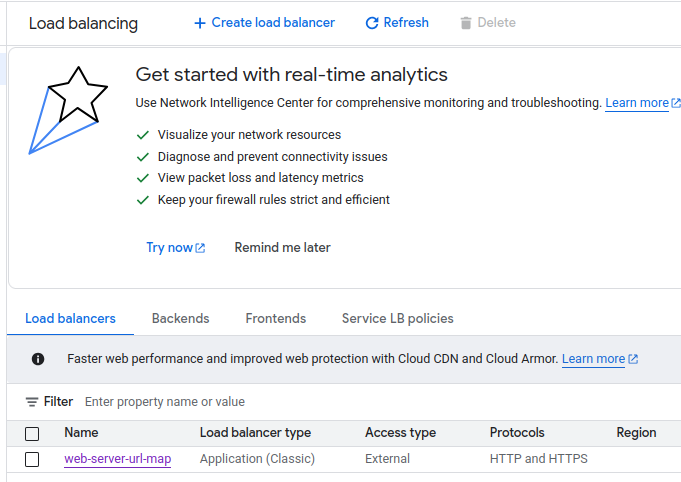 Load balancing
Create load balancer
Refresh
Delete
Get started with real-time analytics
Use Network Intelligence Center for comprehensive monitoring and troubleshooting. Learn more
Visualize your network resources
Diagnose and prevent connectivity issues
View packet loss and latency metrics
Keep your firewall rules strict and efficient
Try now
Remind me later
Load balancers
Backends
Frontends
Service LB policies
Faster web performance and improved web protection with Cloud CDN and Cloud Armor. Learn more
Filter Enter property name or value
Name Load balancer type Access type Protocols Region
web-server-url-map Application (Classic) External HTTP and HTTPS